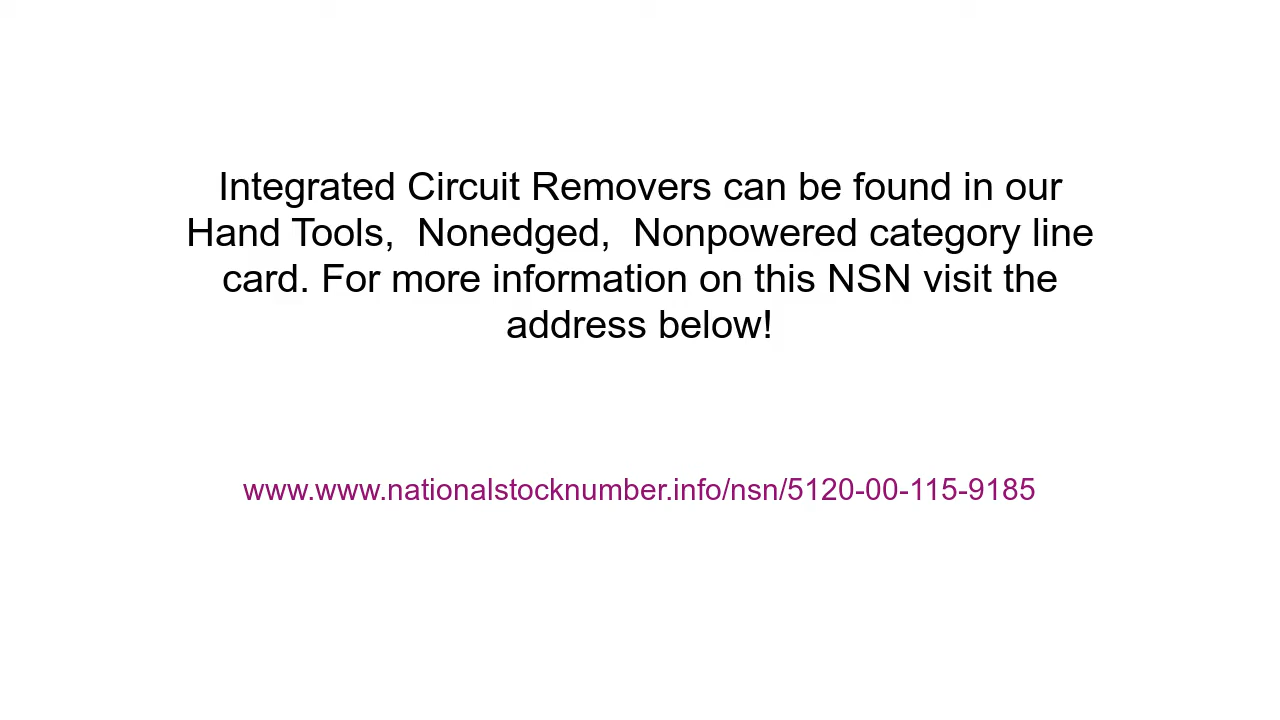 Integrated Circuit Removers can be found in our
Hand Tools,  Nonedged,  Nonpowered category line
card. For more information on this NSN visit the
address below!
www.www.nationalstocknumber.info/nsn/5120-00-115-9185